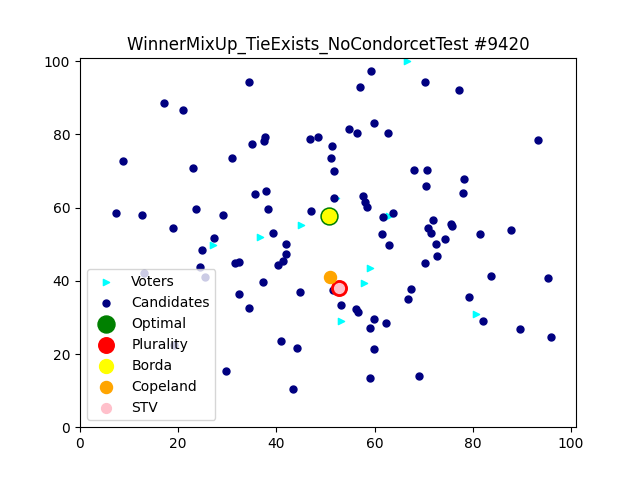 WinnerMixUp_TieExists_NoCondorcetTest #9420
100
80
60
40
20
0
Voters
Candidates
Optimal
Plurality
Borda
Copeland
STV
0 20 40 60 80 100